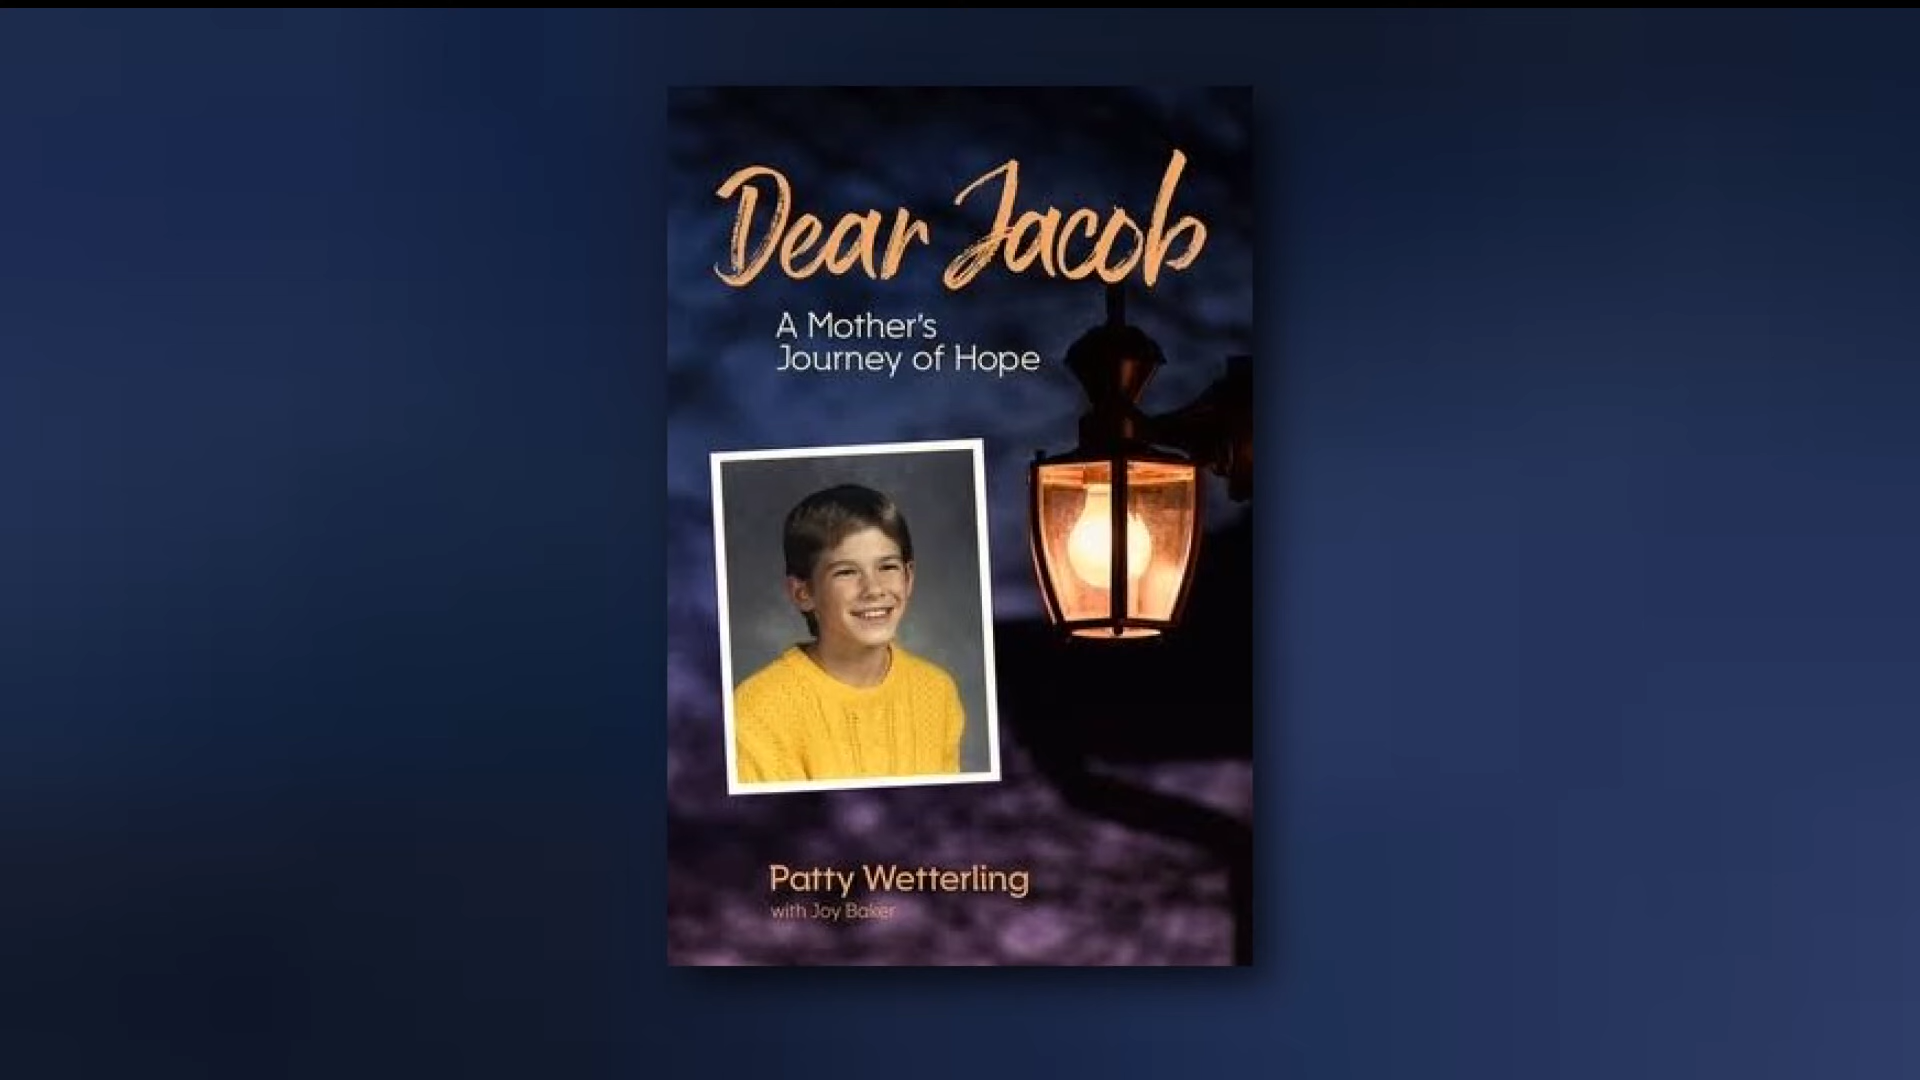 Dear Jacob
A Mother's
Journey of Hope
Patty Wetterling
with Joy Baker